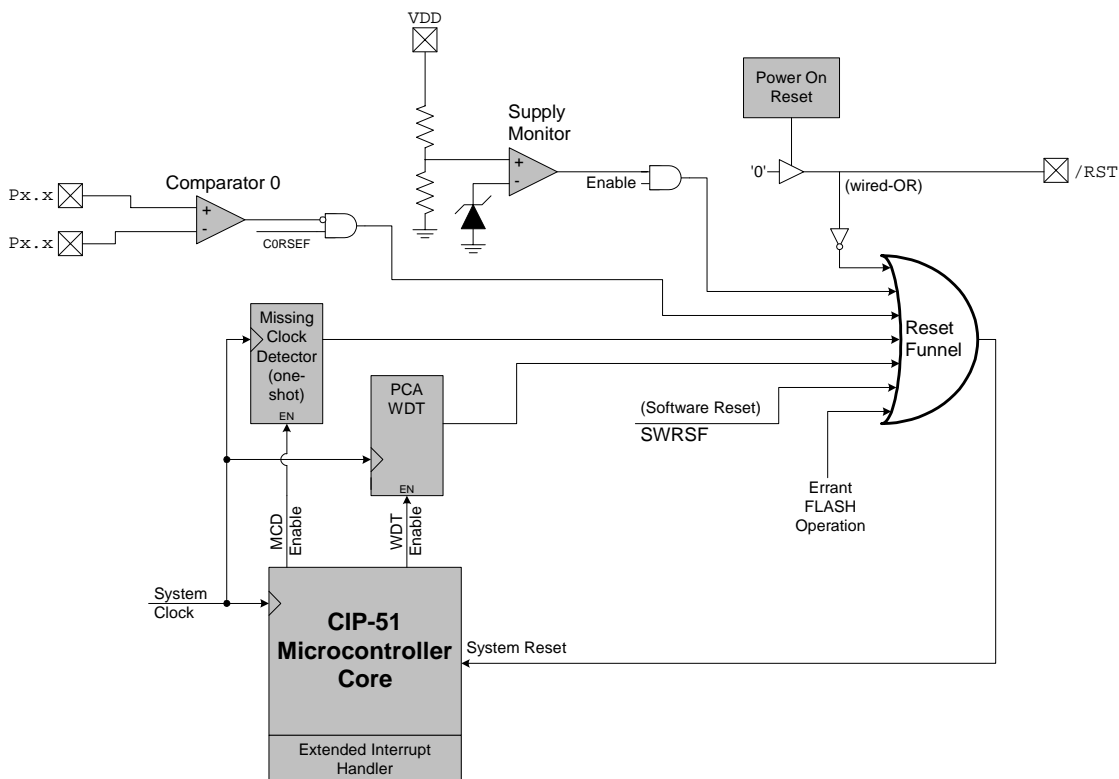 VDD
Power On
Reset
Supply
Monitor
+
-
Enable
'0'
(wired-OR)
/RST
Comparator 0
Px.x
Px.x
+
-
C0RSEF
Missing
Clock
Detector
(one-
shot)
EN
PCA
WDT
EN
Reset
Funnel
(Software Reset)
SWRSF
Errant
FLASH
Operation
MCD
Enable
WDT
Enable
System
Clock
CIP-51
Microcontroller
Core
System Reset
Extended Interrupt
Handler